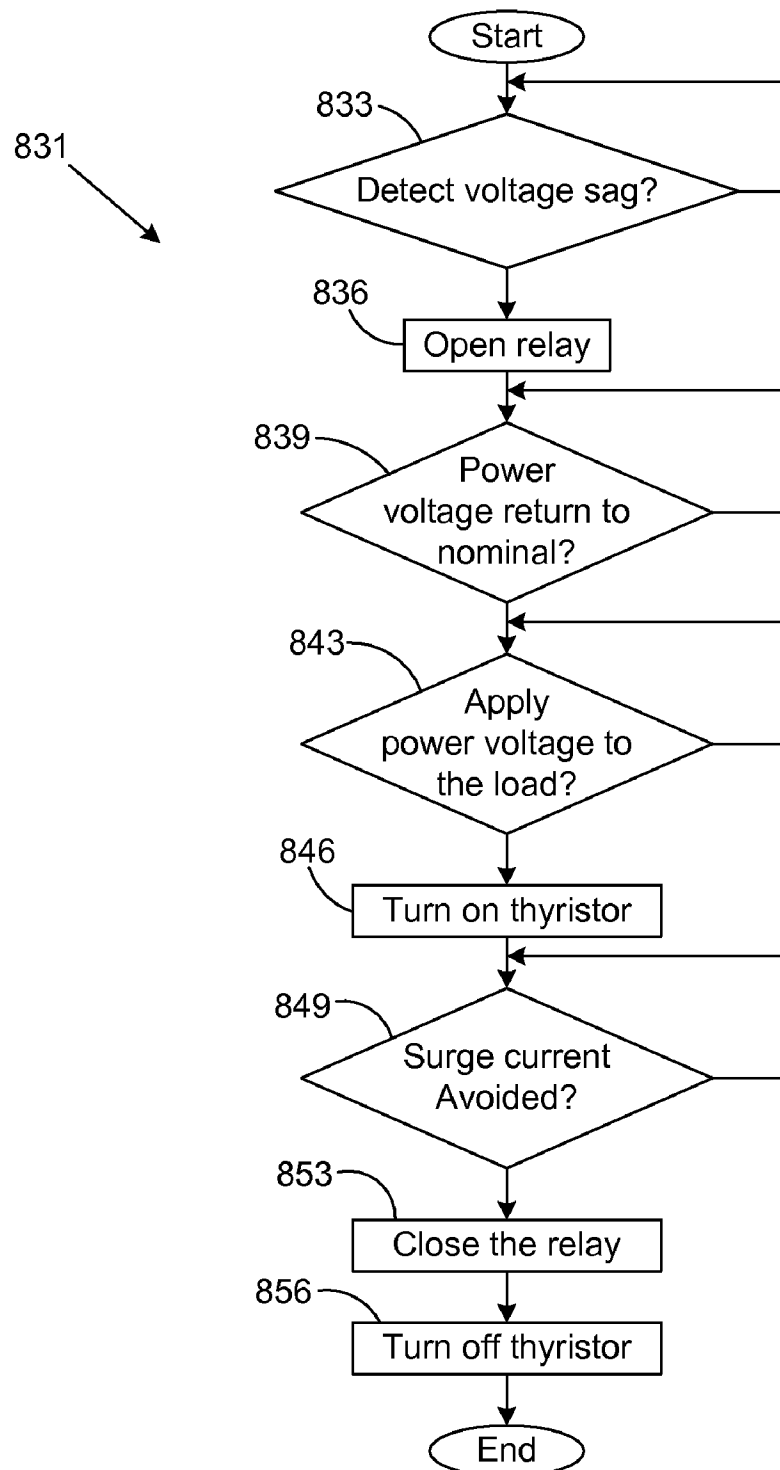 Start
833
831
Detect voltage sag?
836
Open relay
839
Power
voltage return to
nominal?
843
Apply
power voltage to
the load?
846
Turn on thyristor
849
Surge current
Avoided?
853
Close the relay
856
Turn off thyristor
End